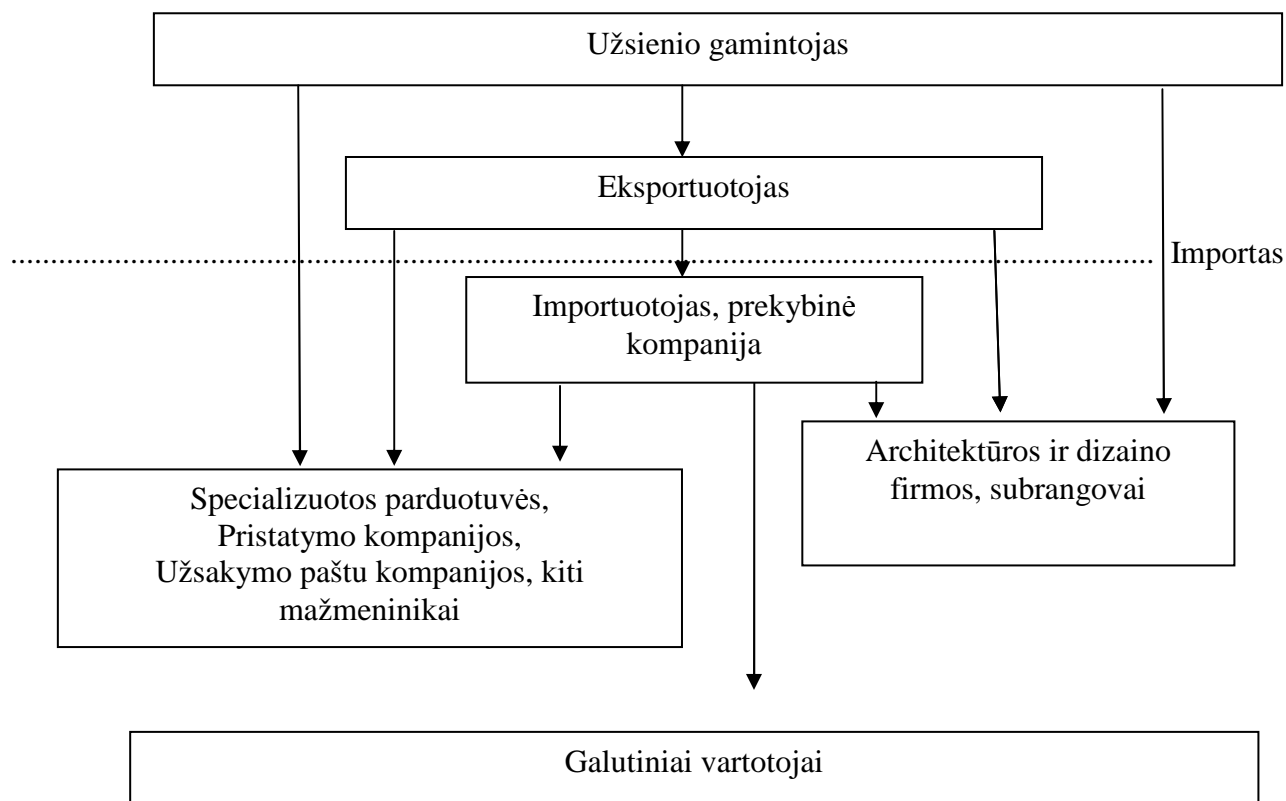 Užsienio gamintojas
Eksportuotojas
Importas
Importuotojas, prekybinė
kompanija
Architektūros ir dizaino
firmos, subrangovai
Specializuotos parduotuvės,
Pristatymo kompanijos,
Užsakymo paštu kompanijos, kiti
mažmeninikai
Galutiniai vartotojai